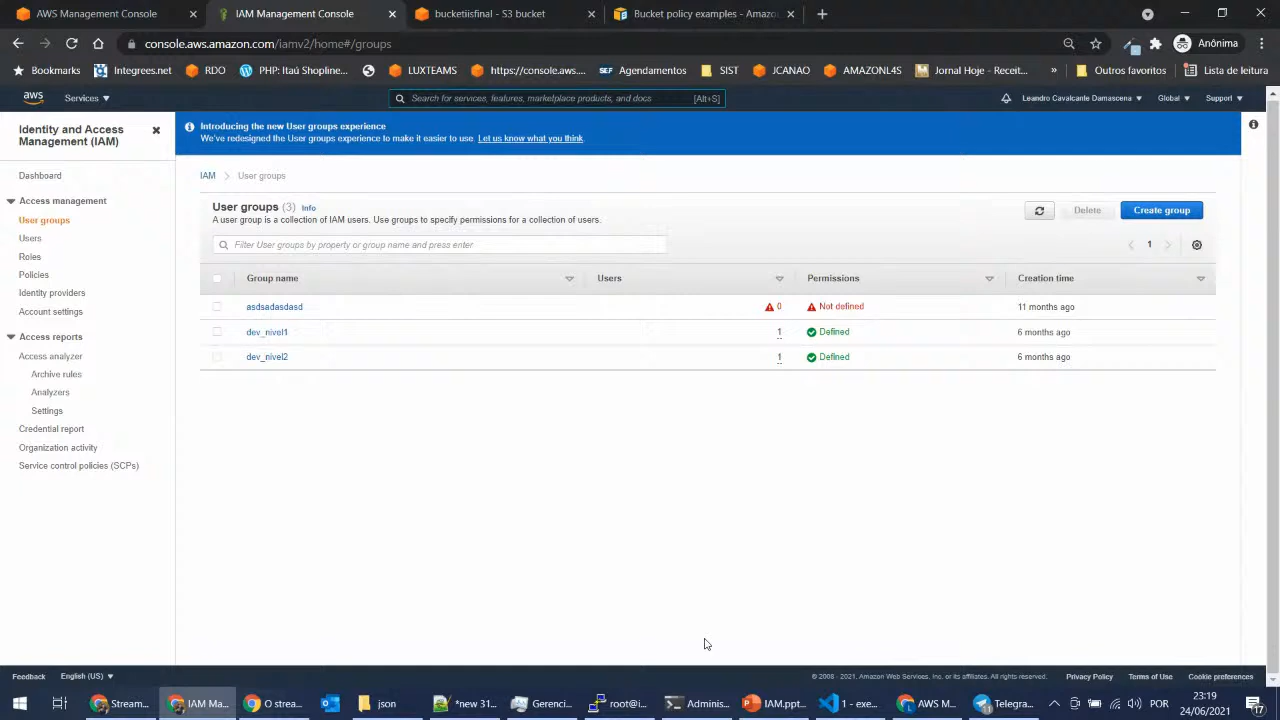 AWS Management Console
IAM Management Console
bucketiisfinal - S3 bucket
Bucket policy examples - Amazo
console.aws.amazon.com/iamv2/home#/groups
Anônima
Bookmarks
Integrees.net
RDO
PHP: Itaú Shopline...
LUXTEAMS
https://console.aws....
SEF
Agendamentos
SIST
JCANAO
AMAZONL4S
Jornal Hoje - Receit...
»
Outros favoritos
Lista de leitura
aws
Services
Search for services, features, marketplace products, and docs
[Alt+S]
Leandro Cavalcante Damascena
Global
Support
Identity and Access
Management (IAM)
Introducing the new User groups experience
We've redesigned the User groups experience to make it easier to use. Let us know what you think.
Dashboard
Access management
User groups
Users
Roles
Policies
Identity providers
Account settings
Access reports
Access analyzer
Archive rules
Analyzers
Settings
Credential report
Organization activity
Service control policies (SCPs)
IAM > User groups
User groups (3) Info
A user group is a collection of IAM users. Use groups to specify permissions for a collection of users.
Delete
Create group
Filter User groups by property or group name and press enter
1
Group name Users Permissions Creation time
asdsadasdasd 0 Not defined 11 months ago
dev_nivel1 1 Defined 6 months ago
dev_nivel2 1 Defined 6 months ago
Feedback
English (US)
© 2008 - 2021, Amazon Web Services, Inc. or its affiliates. All rights reserved.
Privacy Policy
Terms of Use
Cookie preferences
Stream...
IAM Ma...
O strea...
json
*new 31...
Gerenci...
root@i...
Adminis...
IAM.ppt...
1 - exe...
AWS M...
Telegra...
POR
23:19
24/06/2021
17